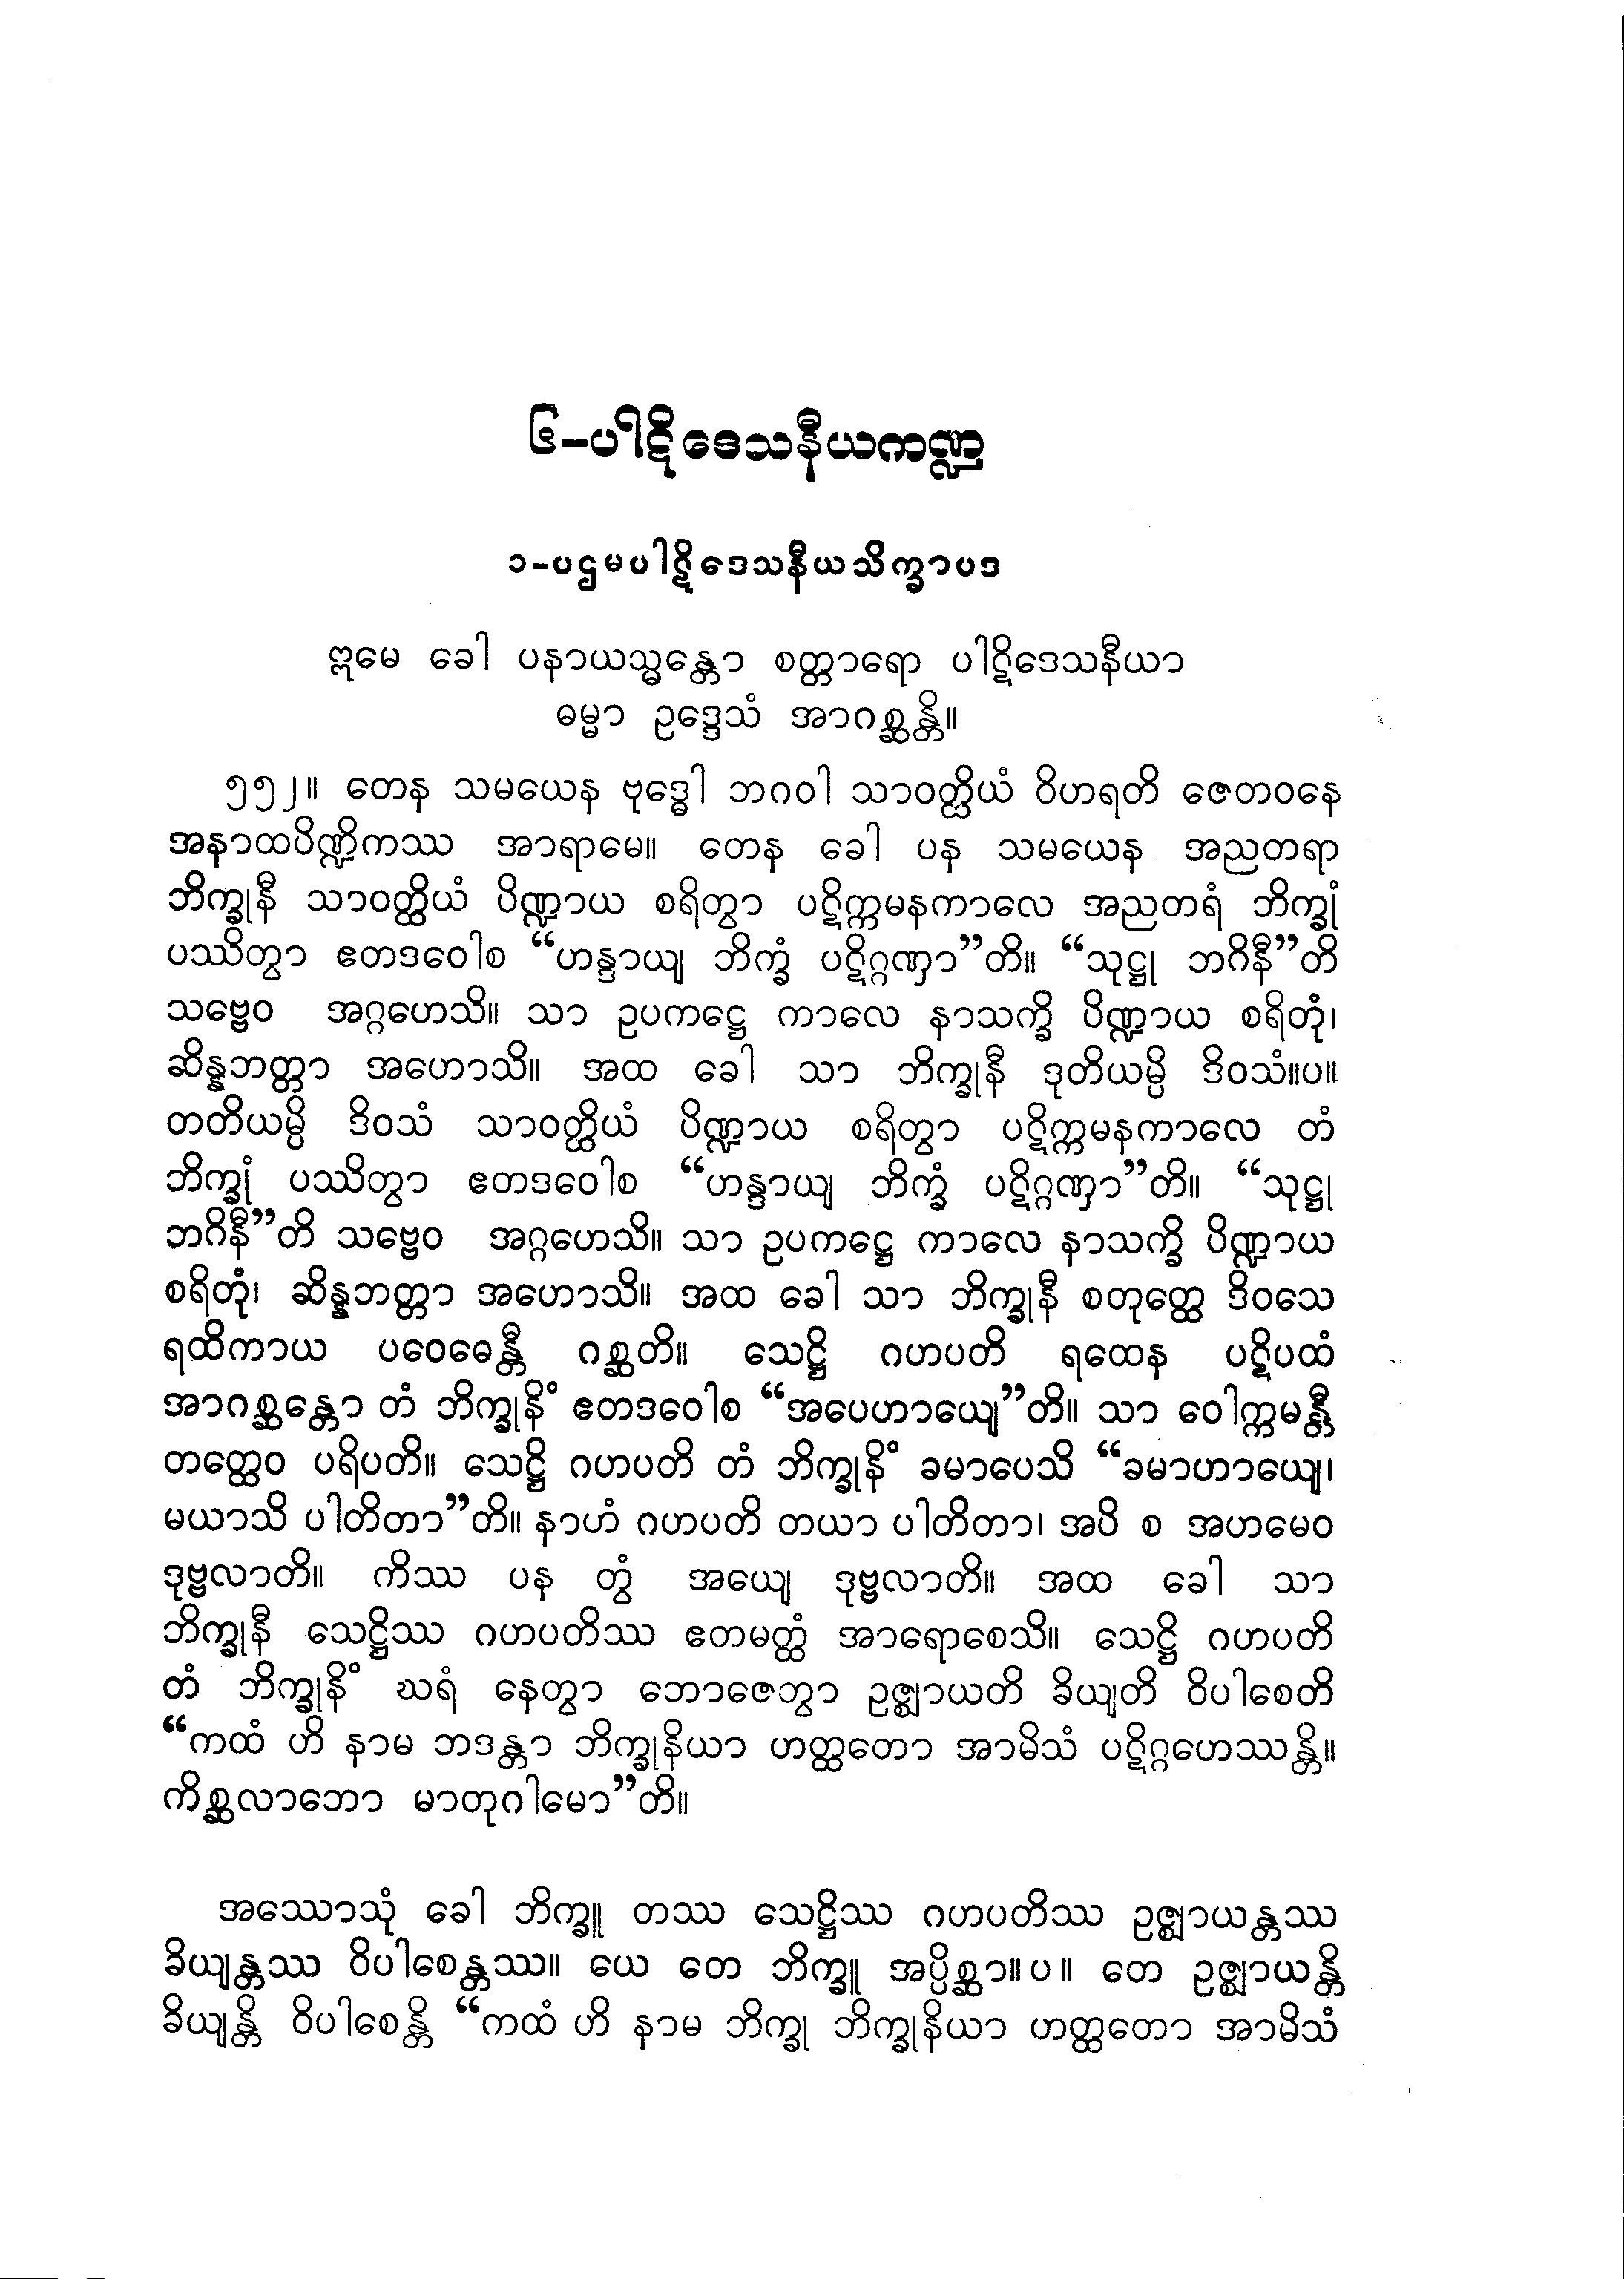 ၆-ပါဋိဒေသနီယကဏ္ဍ
၁-ပဌမပါဋိဒေသနီယသိက္ခာပဒ
ဣမေ ခေါ ပနာယသ္မန္တော စတ္တာရော ပါဋိဒေသနီယာ
ဓမ္မာ ဥဒ္ဒေသံ အာဂစ္ဆန္တိ။
၅၅၂။ တေန သမယေန ဗုဒ္ဓေါ ဘဂဝါ သာဝတ္ထိယံ ဝိဟရတိ ဇေတဝနေ
အနာထပိဏ္ဍိကဿ အာရာမေ။ တေန ခေါ ပန သမယေန အညတရာ
ဘိက္ခုနီ သာဝတ္ထိယံ ပိဏ္ဍာယ စရိတွာ ပဋိက္ကမနကာလေ အညတရံ ဘိက္ခုံ
ပဿိတွာ ဧတဒဝေါစ “ဟန္ဒာယျ ဘိက္ခံ ပဋိဂ္ဂဏှာ”တိ။ “သုဋ္ဌု ဘဂိနီ”တိ
သဗ္ဗေဝ အဂ္ဂဟေသိ။ သာ ဥပကဋ္ဌေ ကာလေ နာသက္ခိ ပိဏ္ဍာယ စရိတုံ၊
ဆိန္နဘတ္တာ အဟောသိ။ အထ ခေါ သာ ဘိက္ခုနီ ဒုတိယမ္ပိ ဒိဝသံ။ပ။
တတိယမ္ပိ ဒိဝသံ သာဝတ္ထိယံ ပိဏ္ဍာယ စရိတွာ ပဋိက္ကမနကာလေ တံ
ဘိက္ခုံ ပဿိတွာ ဧတဒဝေါစ “ဟန္ဒာယျ ဘိက္ခံ ပဋိဂ္ဂဏှာ”တိ။ “သုဋ္ဌု
ဘဂိနီ”တိ သဗ္ဗေဝ အဂ္ဂဟေသိ။ သာ ဥပကဋ္ဌေ ကာလေ နာသက္ခိ ပိဏ္ဍာယ
စရိတုံ၊ ဆိန္နဘတ္တာ အဟောသိ။ အထ ခေါ သာ ဘိက္ခုနီ စတုတ္ထေ ဒိဝသေ
ရထိကာယ ပဝေဓေန္တီ ဂစ္ဆတိ။ သေဋ္ဌိ ဂဟပတိ ရထေန ပဋိပထံ
အာဂစ္ဆန္တော တံ ဘိက္ခုနိံ ဧတဒဝေါစ “အပေဟာယျေ”တိ။ သာ ဝေါက္ကမန္တီ
တတ္ထေဝ ပရိပတိ။ သေဋ္ဌိ ဂဟပတိ တံ ဘိက္ခုနိံ ခမာပေသိ “ခမာဟာယျေ၊
မယာသိ ပါတိတာ”တိ။ နာဟံ ဂဟပတိ တယာ ပါတိတာ၊ အပိ စ အဟမေဝ
ဒုဗ္ဗလာတိ။ ကိဿ ပန တွံ အယျေ ဒုဗ္ဗလာတိ။ အထ ခေါ သာ
ဘိက္ခုနီ သေဋ္ဌိဿ ဂဟပတိဿ ဧတမတ္ထံ အာရောစေသိ။ သေဋ္ဌိ ဂဟပတိ
တံ ဘိက္ခုနိံ ဃရံ နေတွာ ဘောဇေတွာ ဥဇ္ဈာယတိ ခိယျတိ ဝိပါစေတိ
“ကထံ ဟိ နာမ ဘဒန္တာ ဘိက္ခုနိယာ ဟတ္ထတော အာမိသံ ပဋိဂ္ဂဟေဿန္တိ။
ကိစ္ဆလာဘော မာတုဂါမော”တိ။
အဿောသုံ ခေါ ဘိက္ခူ တဿ သေဋ္ဌိဿ ဂဟပတိဿ ဥဇ္ဈာယန္တဿ
ခိယျန္တဿ ဝိပါစေန္တဿ။ ယေ တေ ဘိက္ခူ အပ္ပိစ္ဆာ။ပ။ တေ ဥဇ္ဈာယန္တိ
ခိယျန္တိ ဝိပါစေန္တိ “ကထံ ဟိ နာမ ဘိက္ခု ဘိက္ခုနိယာ ဟတ္ထတော အာမိသံ